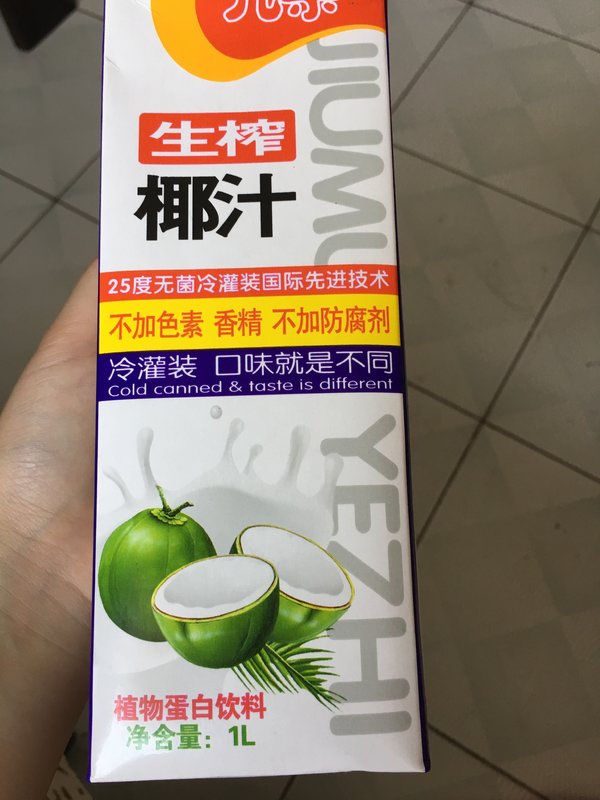 九
生榨
椰汁
25度无菌冷灌装国际先进技术
不加色素 香精 不加防腐剂
冷灌装 口味就是不同
Cold canned & taste is different
JIUMU
YEZHI
植物蛋白饮料
净含量：1L